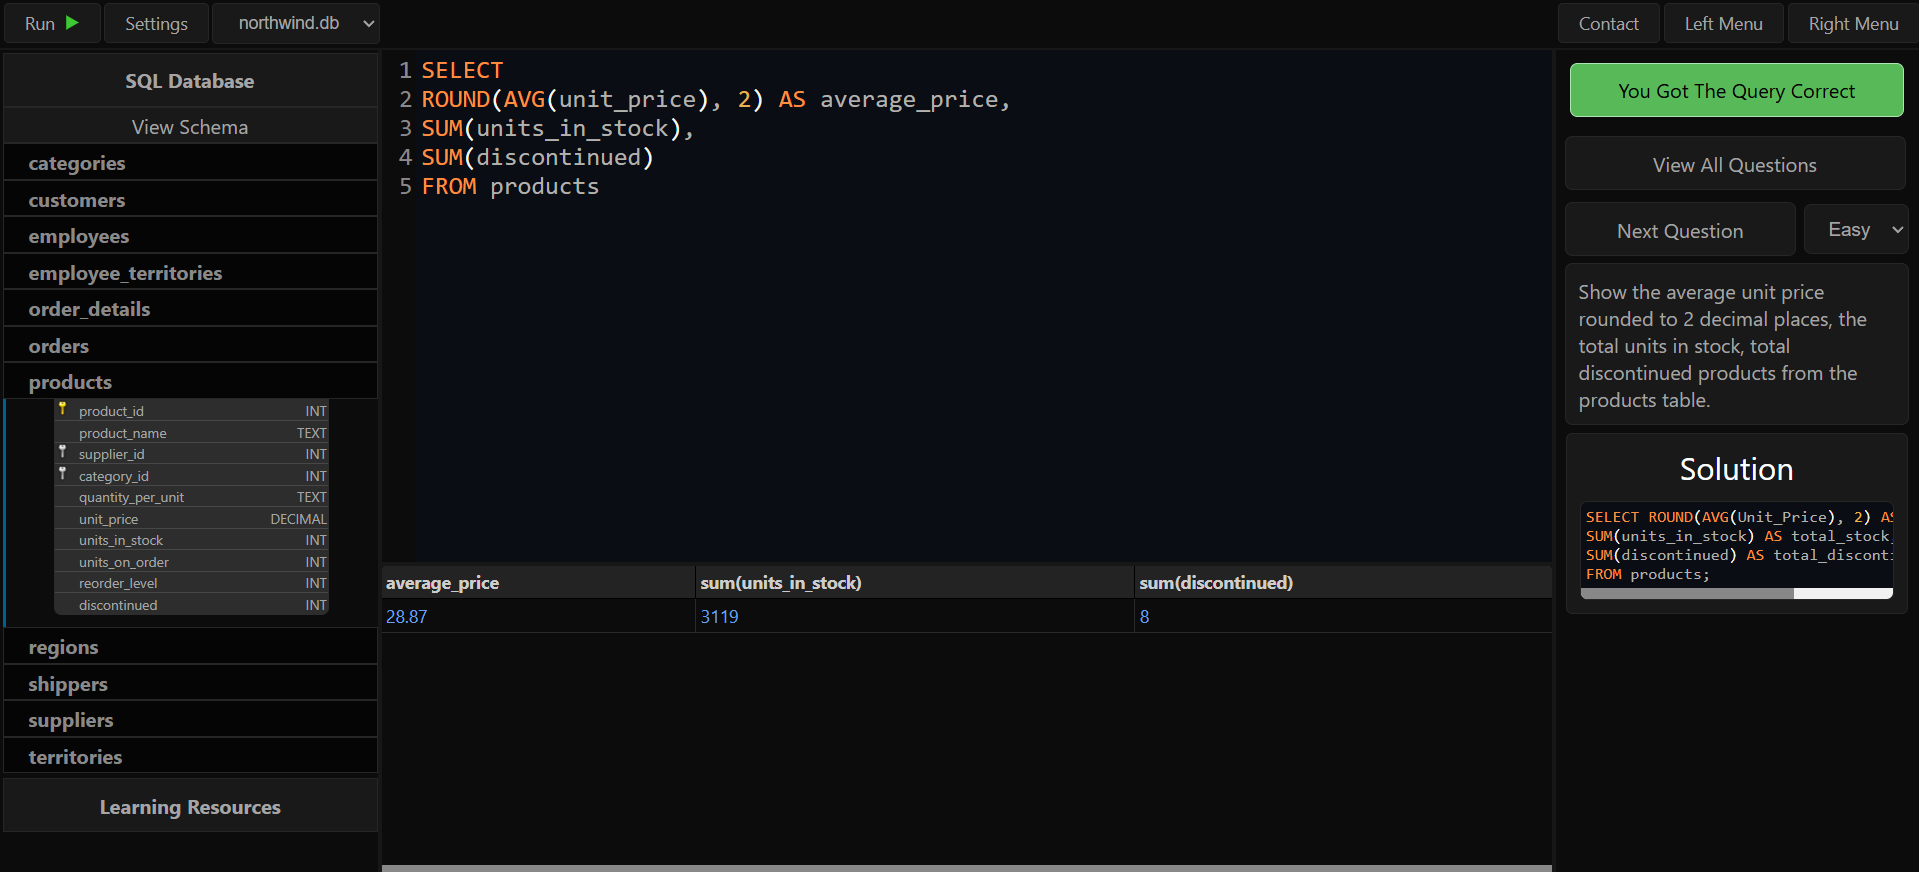 Run
Settings
northwind.db
Contact
Left Menu
Right Menu
SQL Database
View Schema
categories
customers
employees
employee_territories
order_details
orders
products
product_id INT
product_name TEXT
supplier_id INT
category_id INT
quantity_per_unit TEXT
unit_price DECIMAL
units_in_stock INT
units_on_order INT
reorder_level INT
discontinued INT
regions
shippers
suppliers
territories
Learning Resources
1 SELECT
2 ROUND(AVG(unit_price), 2) AS average_price,
3 SUM(units_in_stock),
4 SUM(discontinued)
5 FROM products
average_price sum(units_in_stock) sum(discontinued)
28.87 3119 8
You Got The Query Correct
View All Questions
Next Question
Easy
Show the average unit price
rounded to 2 decimal places, the
total units in stock, total
discontinued products from the
products table.
Solution
SELECT ROUND(AVG(Unit_Price), 2) AS
SUM(units_in_stock) AS total_stock,
SUM(discontinued) AS
FROM products;